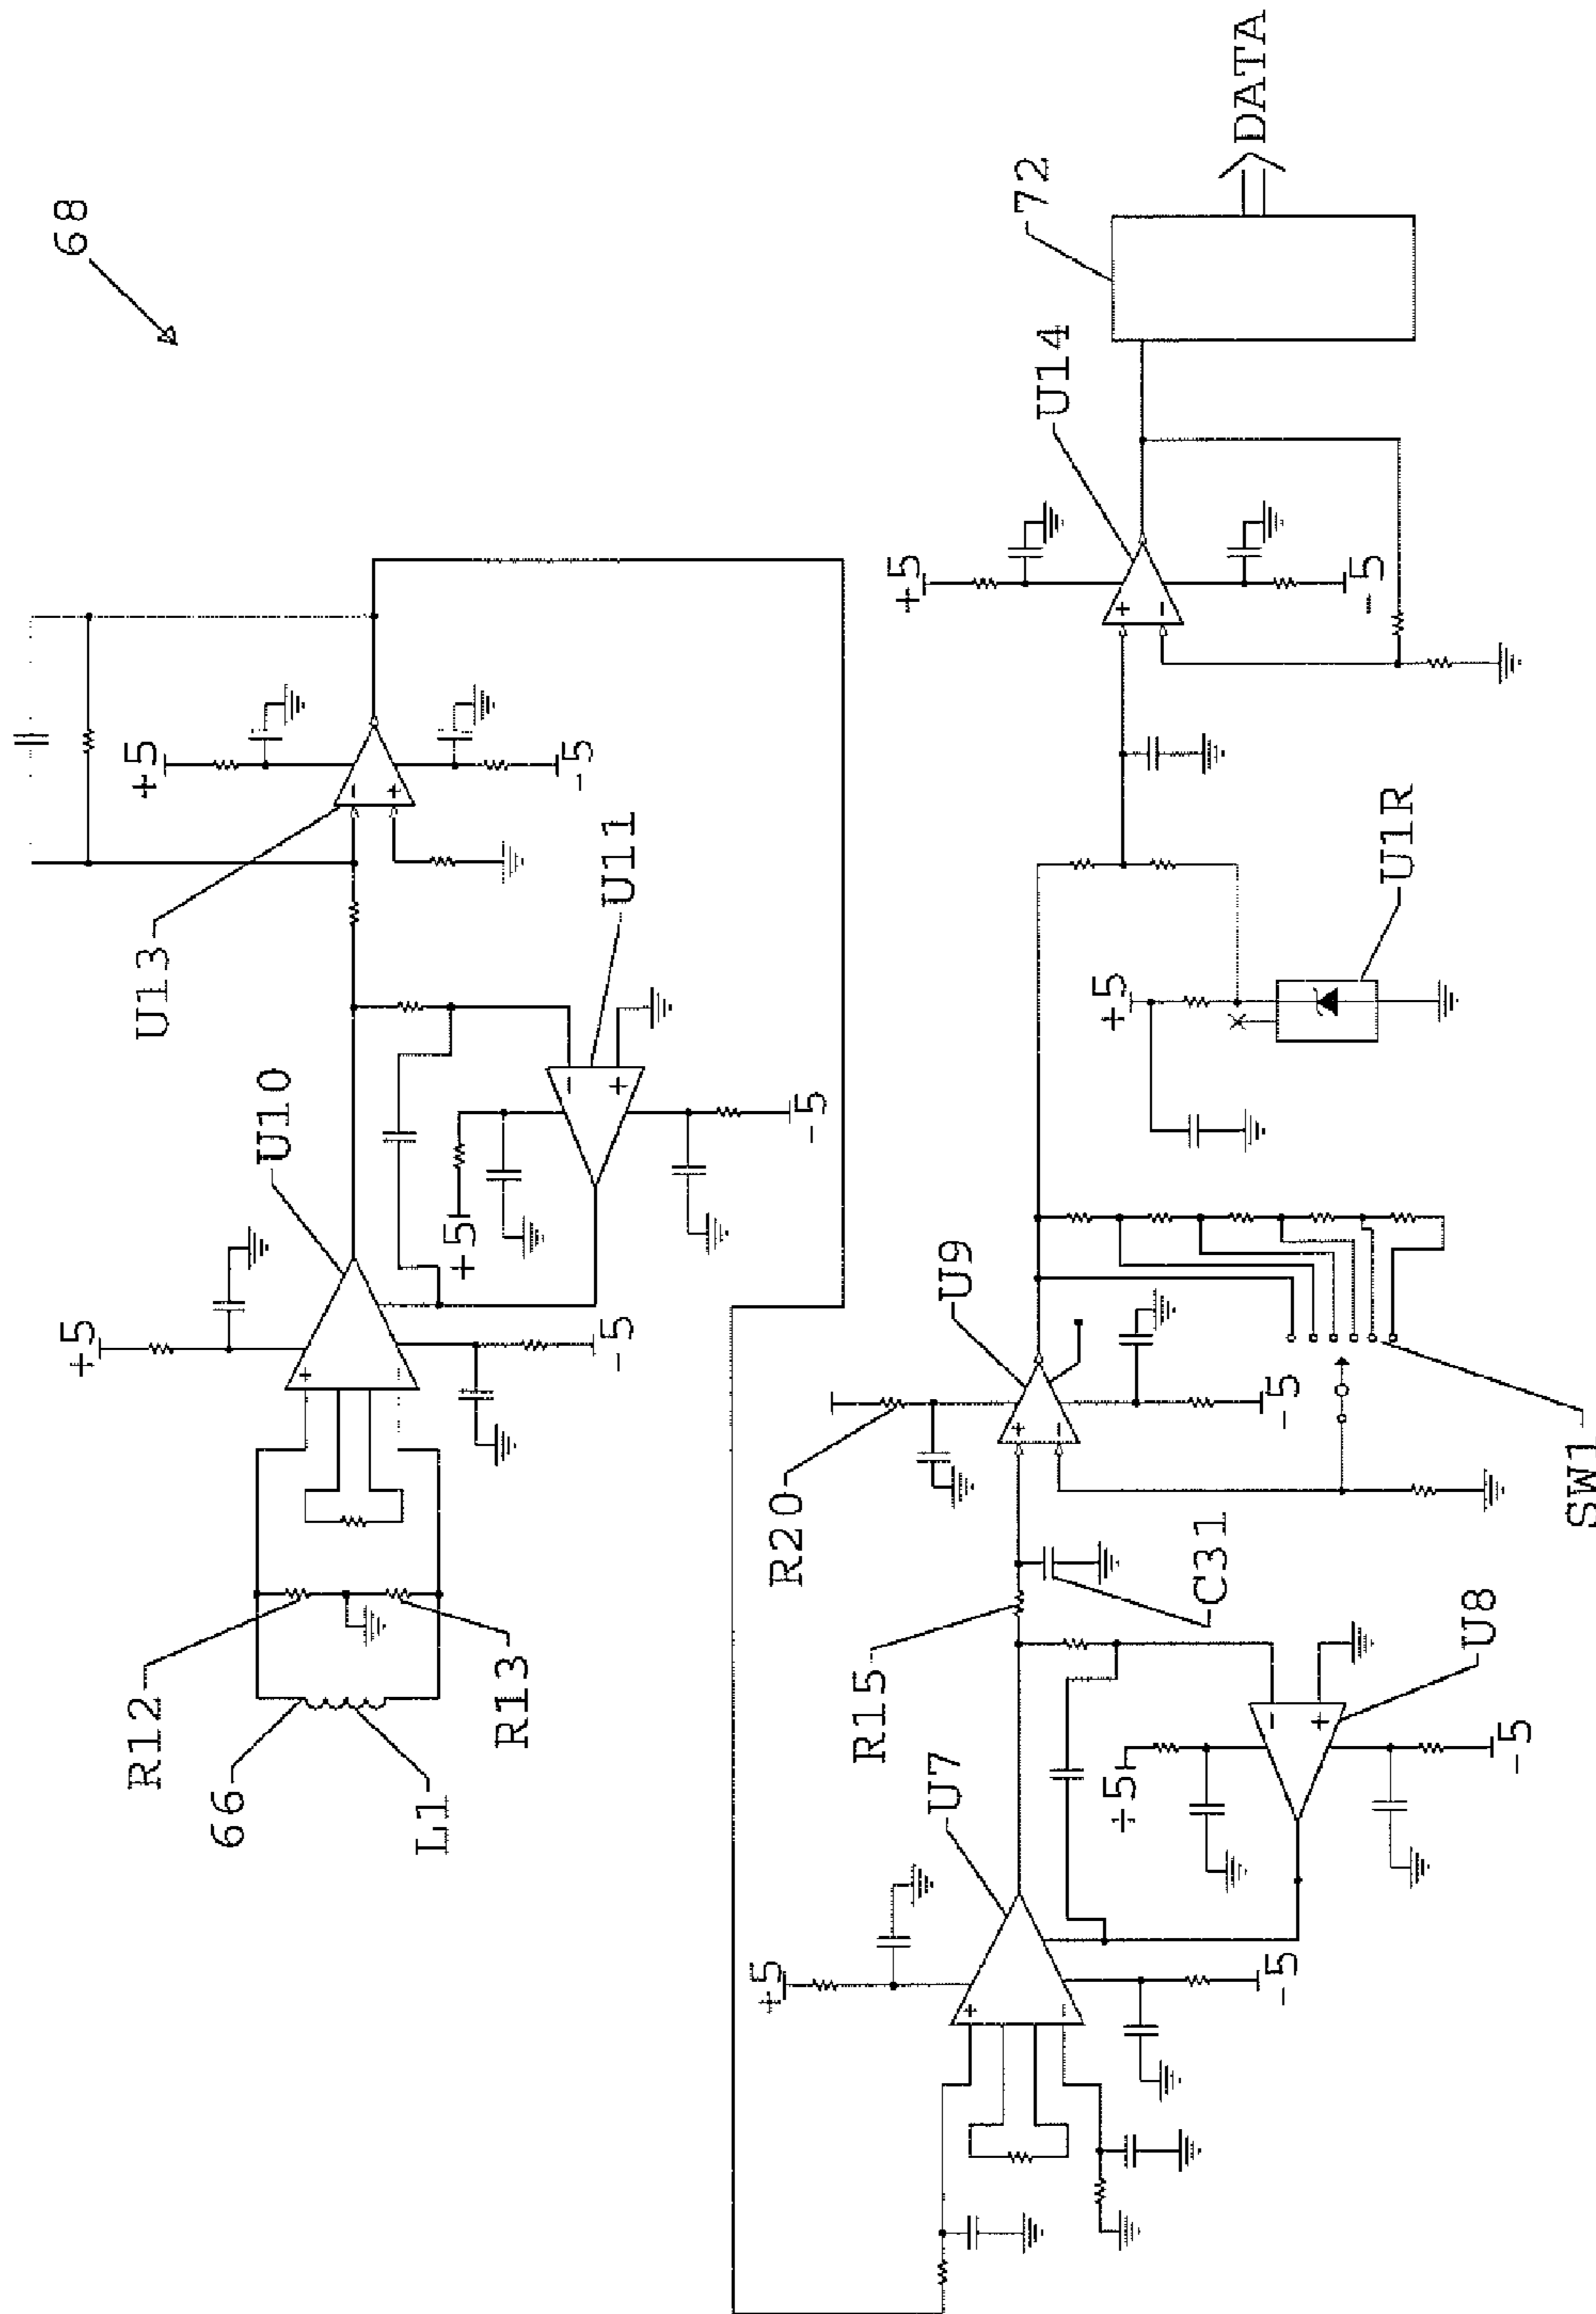 68
+5
U10
U13
+5
-5
U11
+5
-5
-5
R12
R13
66
L1
+
-
-
+
-
+
+5
U7
+
-
-5
R15
C31
+5
U8
-
+
-5
R20
U9
+
-
-5
SW1
+5
U1R
+5
U14
+
-
-5
72
DATA